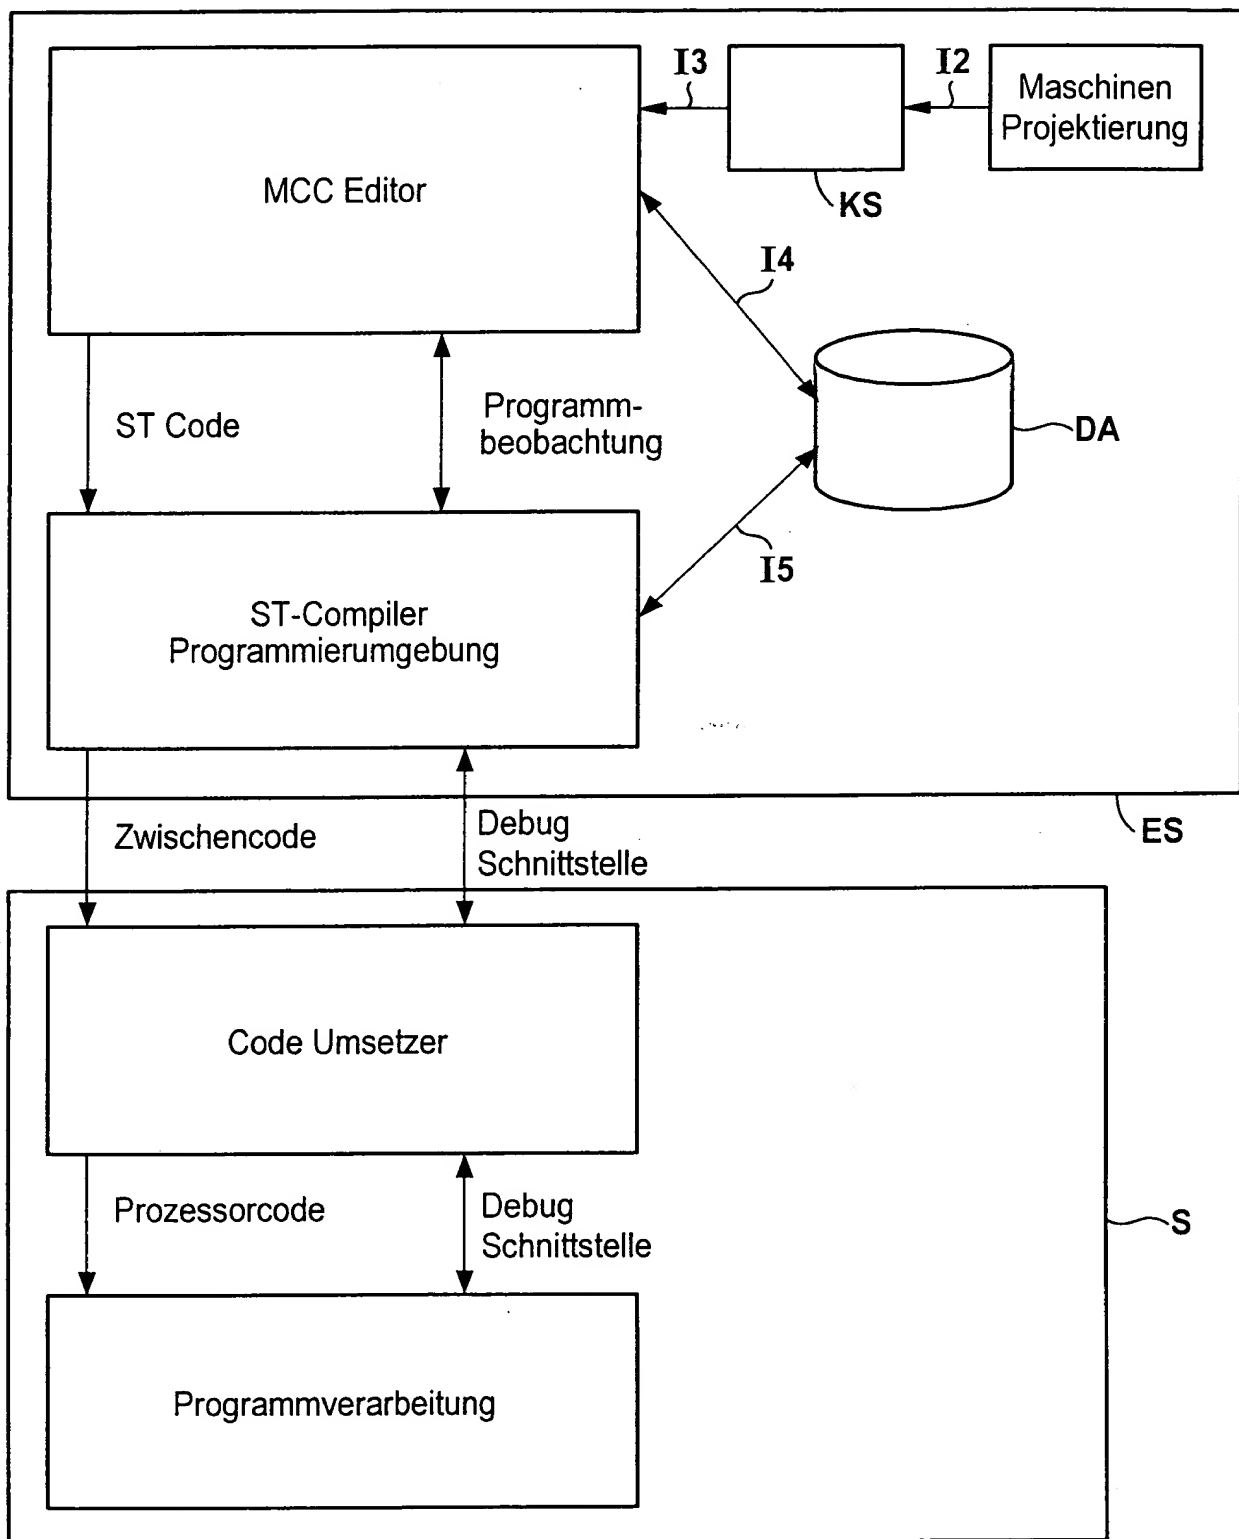 I3
I2
Maschinen
Projektierung
MCC Editor
KS
I4
ST Code
Programm-
beobachtung
DA
I5
ST-Compiler
Programmierumgebung
Zwischencode
Debug
Schnittstelle
ES
Code Umsetzer
Prozessorcode
Debug
Schnittstelle
S
Programmverarbeitung